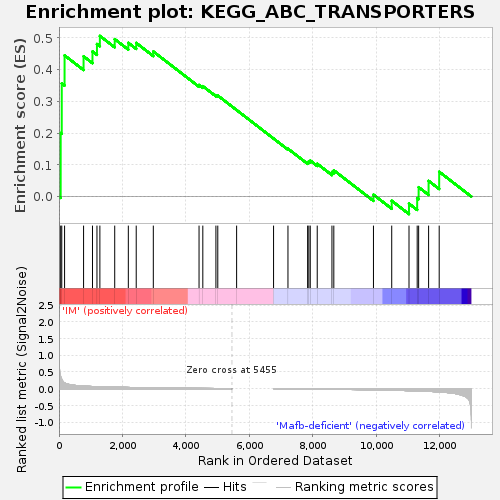 Enrichment plot: KEGG_ABC_TRANSPORTERS
Enrichment score (ES)
0.5
0.4
0.3
0.2
0.1
0.0
'IM' (positively correlated)
Ranked list metric (Signal2Noise)
2.5
2.0
1.5
1.0
0.5
0.0
-0.5
-1.0
Zero cross at 5455
'Mafb-deficient' (negatively correlated)
0
2,000
4,000
6,000
8,000
10,000
12,000
Rank in Ordered Dataset
Enrichment profile
Hits
Ranking metric scores